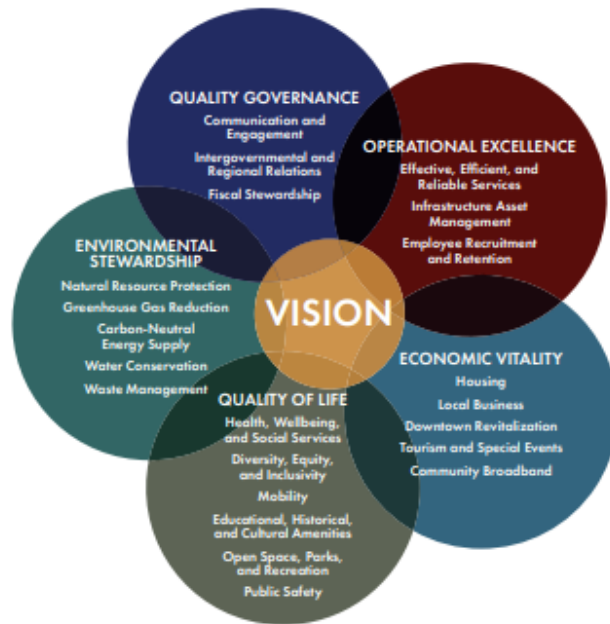 QUALITY GOVERNANCE
Communication and
Engagement
Intergovernmental and
Regional Relations
Fiscal Stewardship
OPERATIONAL EXCELLENCE
Effective, Efficient, and
Reliable Services
Infrastructure Asset
Management
Employee Recruitment
and Retention
ENVIRONMENTAL
STEWARDSHIP
Natural Resource Protection
Greenhouse Gas Reduction
Carbon-Neutral
Energy Supply
Water Conservation
Waste Management
VISION
ECONOMIC VITALITY
Housing
Local Business
Downtown Revitalization
Tourism and Special Events
Community Broadband
QUALITY OF LIFE
Health, Wellbeing,
and Social Services
Diversity, Equity,
and Inclusivity
Mobility
Educational, Historical,
and Cultural Amenities
Open Space, Parks,
and Recreation
Public Safety